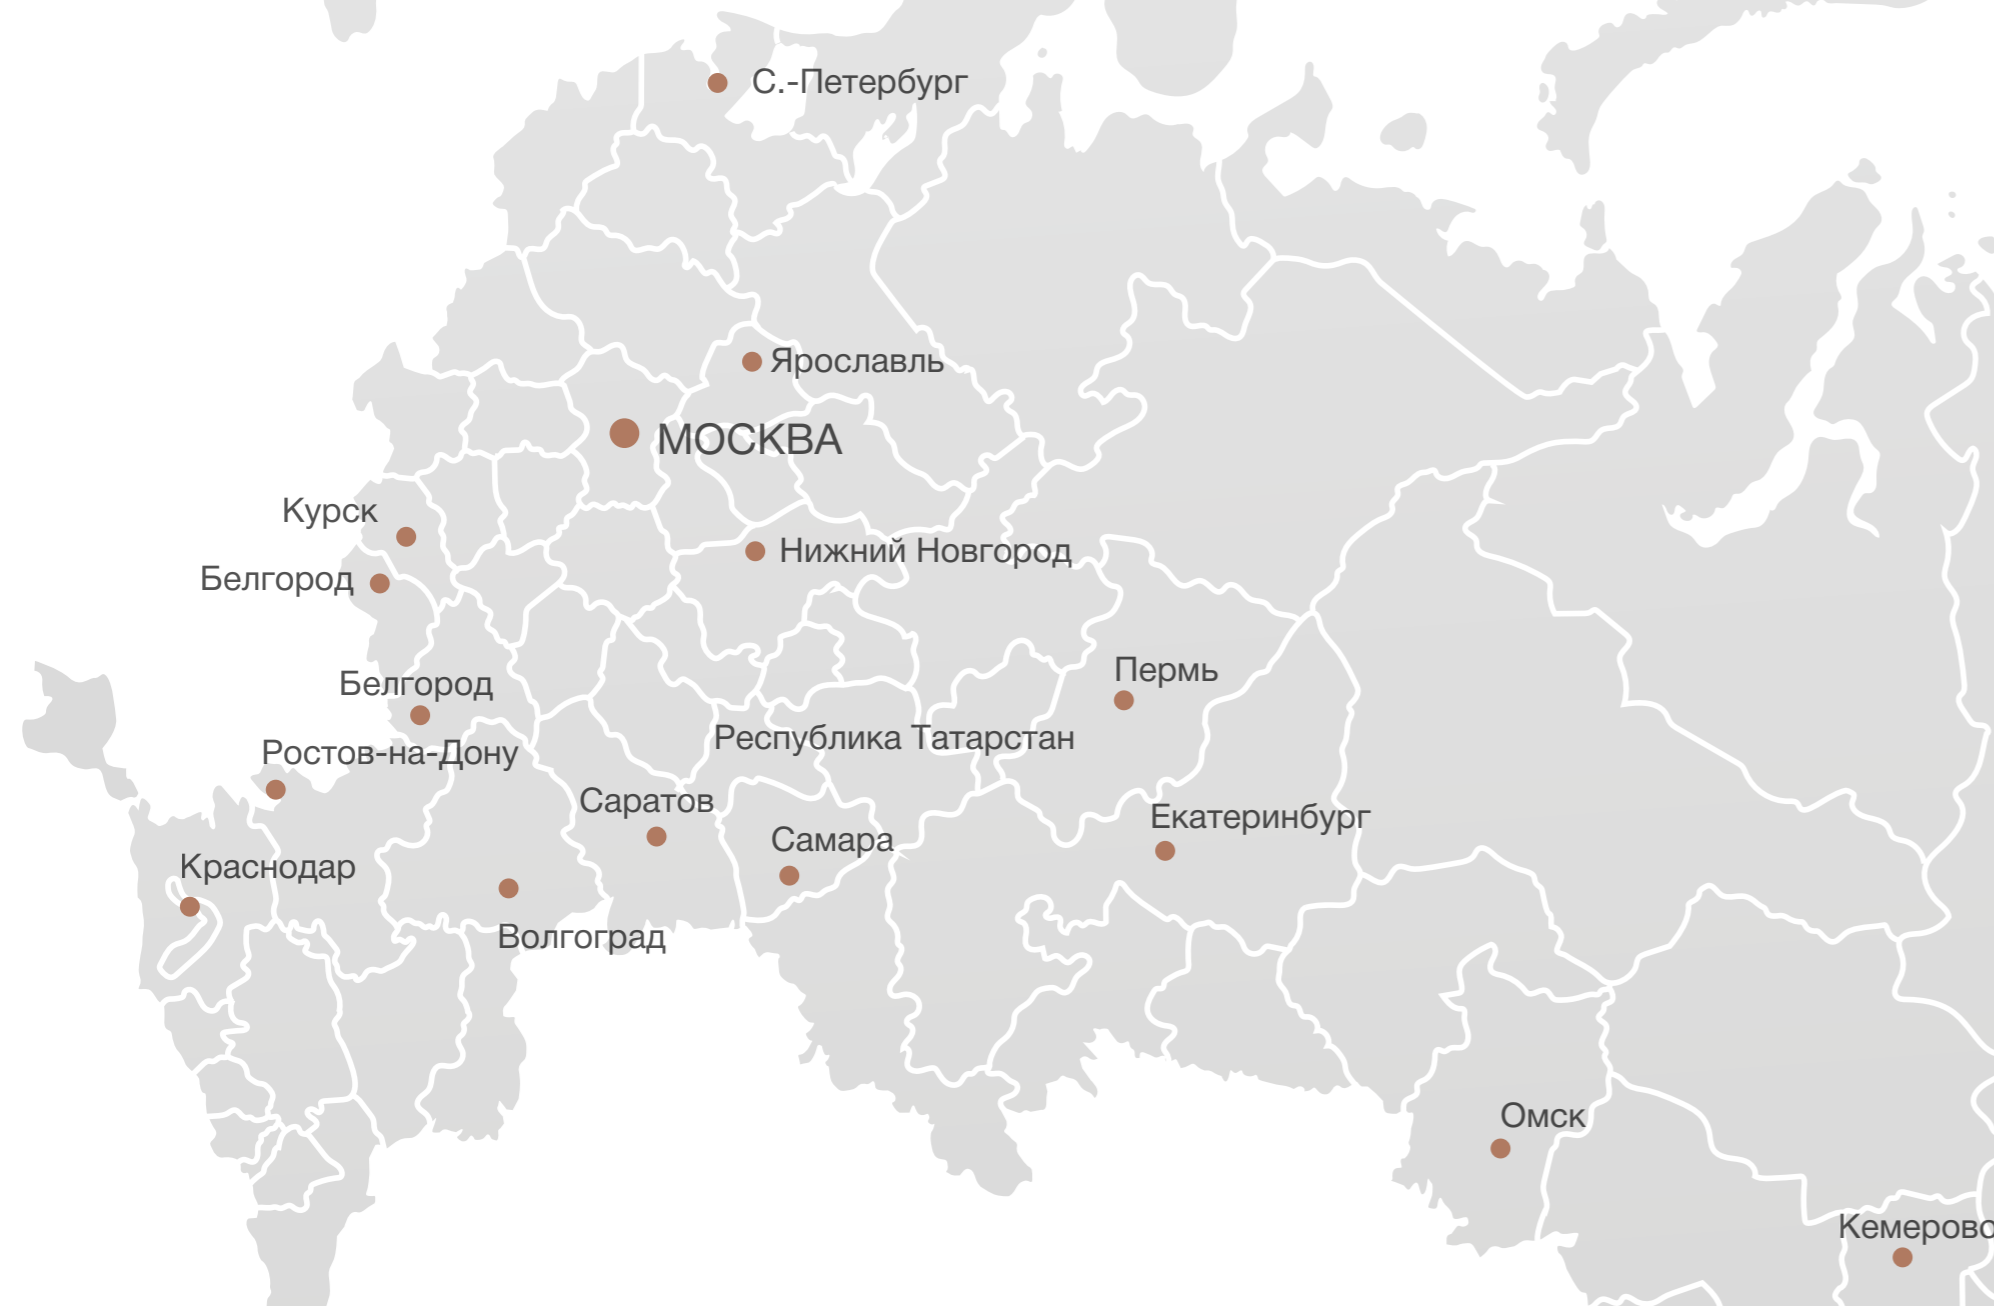 С.-Петербург
Ярославль
МОСКВА
Курск
Нижний Новгород
Белгород
Пермь
Белгород
Республика Татарстан
Ростов-на-Дону
Саратов
Екатеринбург
Самара
Краснодар
Волгоград
Омск
Кемерово